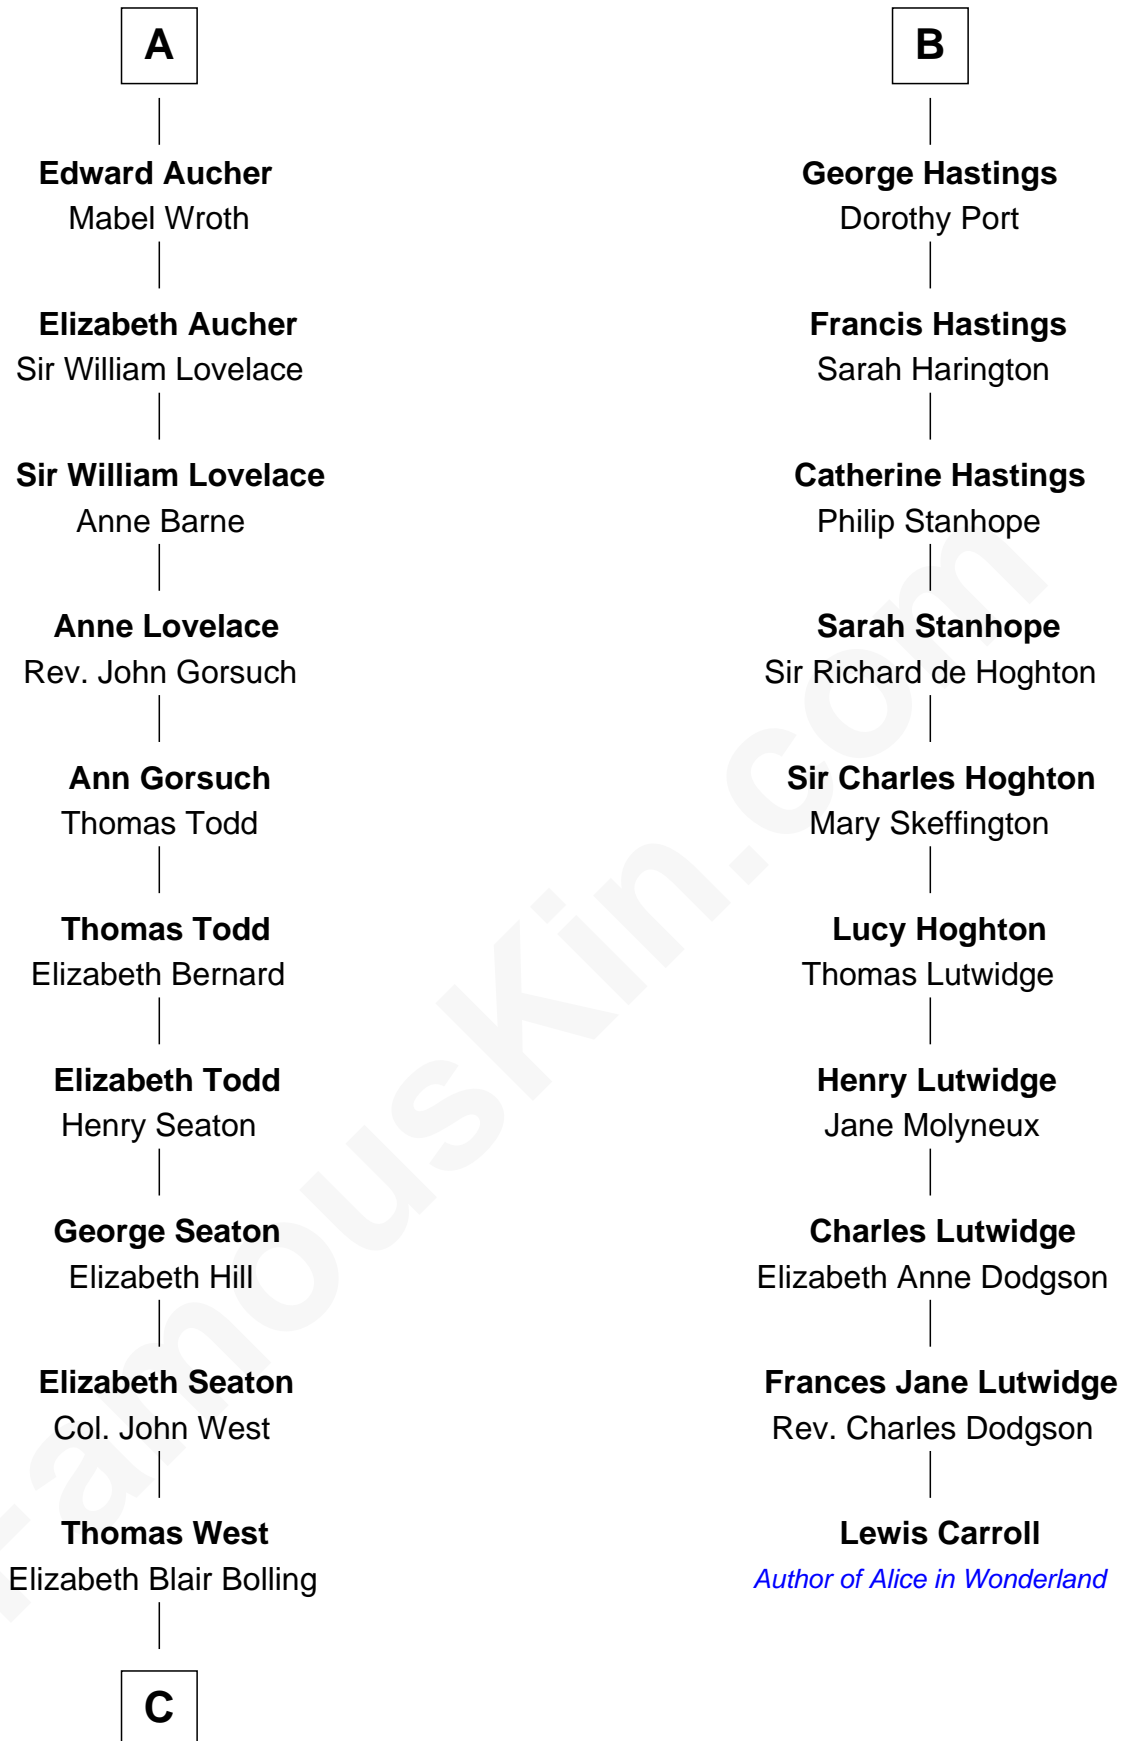 A
Edward Aucher
Mabel Wroth
Elizabeth Aucher
Sir William Lovelace
Sir William Lovelace
Anne Barne
Anne Lovelace
Rev. John Gorsuch
Ann Gorsuch
Thomas Todd
Thomas Todd
Elizabeth Bernard
Elizabeth Todd
Henry Seaton
George Seaton
Elizabeth Hill
Elizabeth Seaton
Col. John West
Thomas West
Elizabeth Blair Bolling
C
B
George Hastings
Dorothy Port
Francis Hastings
Sarah Harington
Catherine Hastings
Philip Stanhope
Sarah Stanhope
Sir Richard de Hoghton
Sir Charles Hoghton
Mary Skeffington
Lucy Hoghton
Thomas Lutwidge
Henry Lutwidge
Jane Molyneux
Charles Lutwidge
Elizabeth Anne Dodgson
Frances Jane Lutwidge
Rev. Charles Dodgson
Lewis Carroll
Author of Alice in Wonderland
FamousKin.com